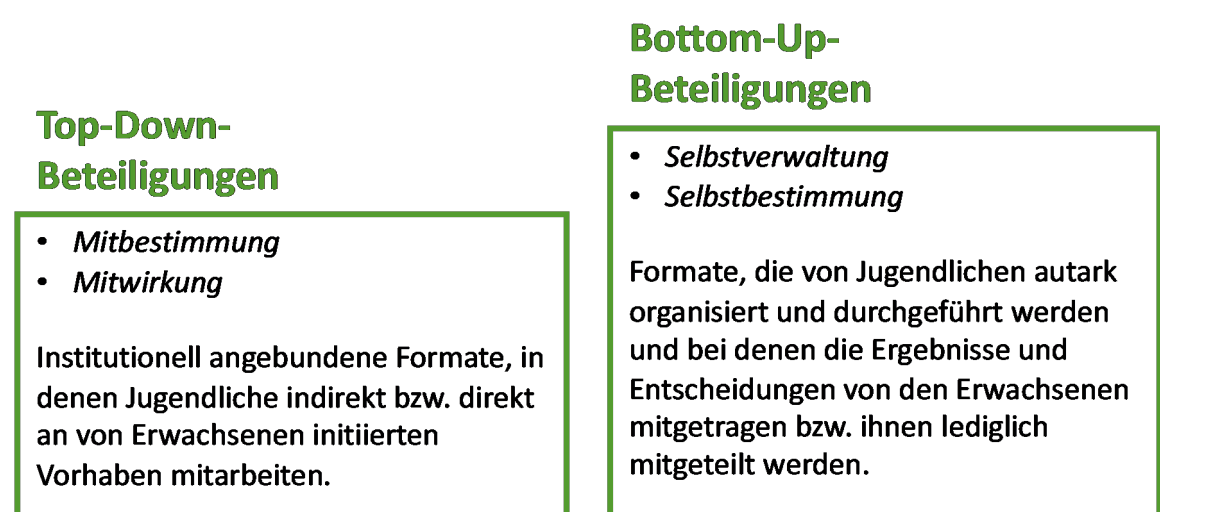 Top-Down-
Beteiligungen
• Mitbestimmung
• Mitwirkung
Institutionell angebundene Formate, in
denen Jugendliche indirekt bzw. direkt
an von Erwachsenen initiierten
Vorhaben mitarbeiten.
Bottom-Up-
Beteiligungen
• Selbstverwaltung
• Selbstbestimmung
Formate, die von Jugendlichen autark
organisiert und durchgeführt werden
und bei denen die Ergebnisse und
Entscheidungen von den Erwachsenen
mitgetragen bzw. ihnen lediglich
mitgeteilt werden.